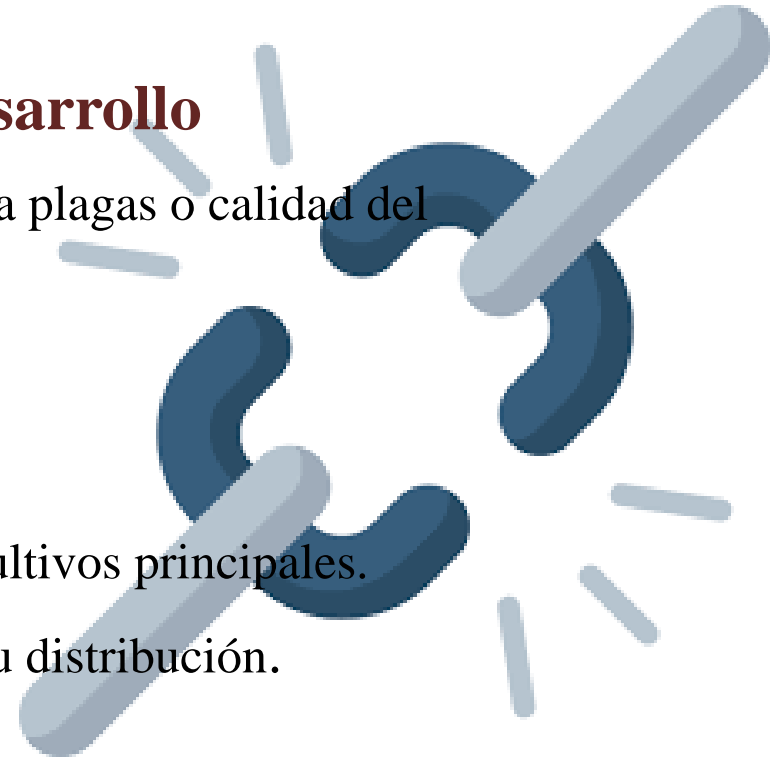 sarrollo
a plagas o calidad del
ultivos principales.
u distribución.